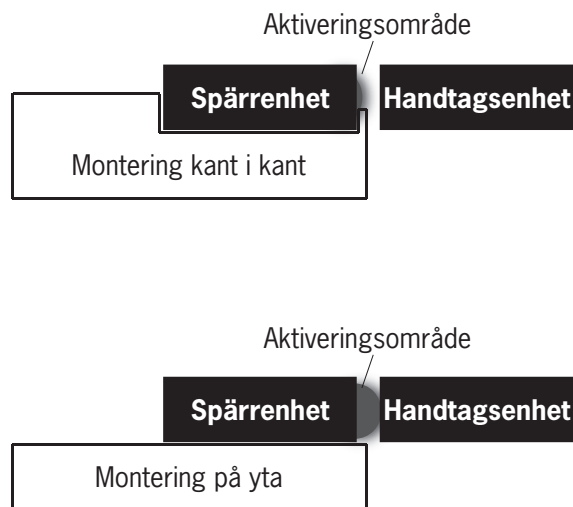 Aktiveringsområde
Spärrenhet Handtagsenhet
Montering kant i kant
Aktiveringsområde
Spärrenhet Handtagsenhet
Montering på yta